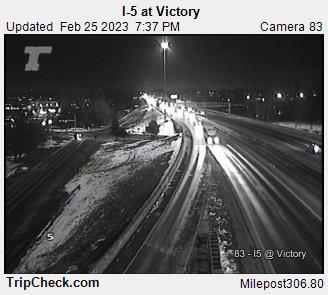 I-5 at Victory
Updated Feb 25 2023 7:37 PM Camera 83
T
S
83 - I5 @ Victory
TripCheck.com Milepost306.80